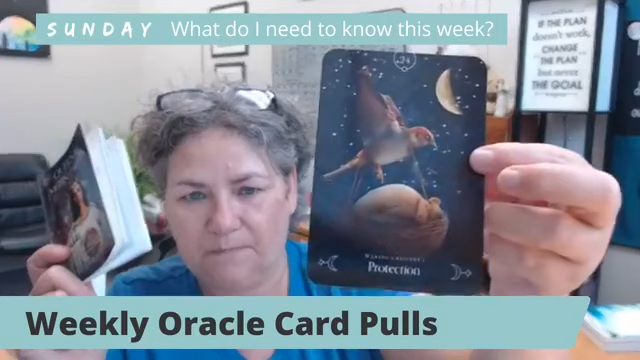 SUNDAY What do I need to know this week?
IF THE PLAN
doesn't work,
CHANGE
THE PLAN
but never
THE GOAL
24
Protection
Weekly Oracle Card Pulls